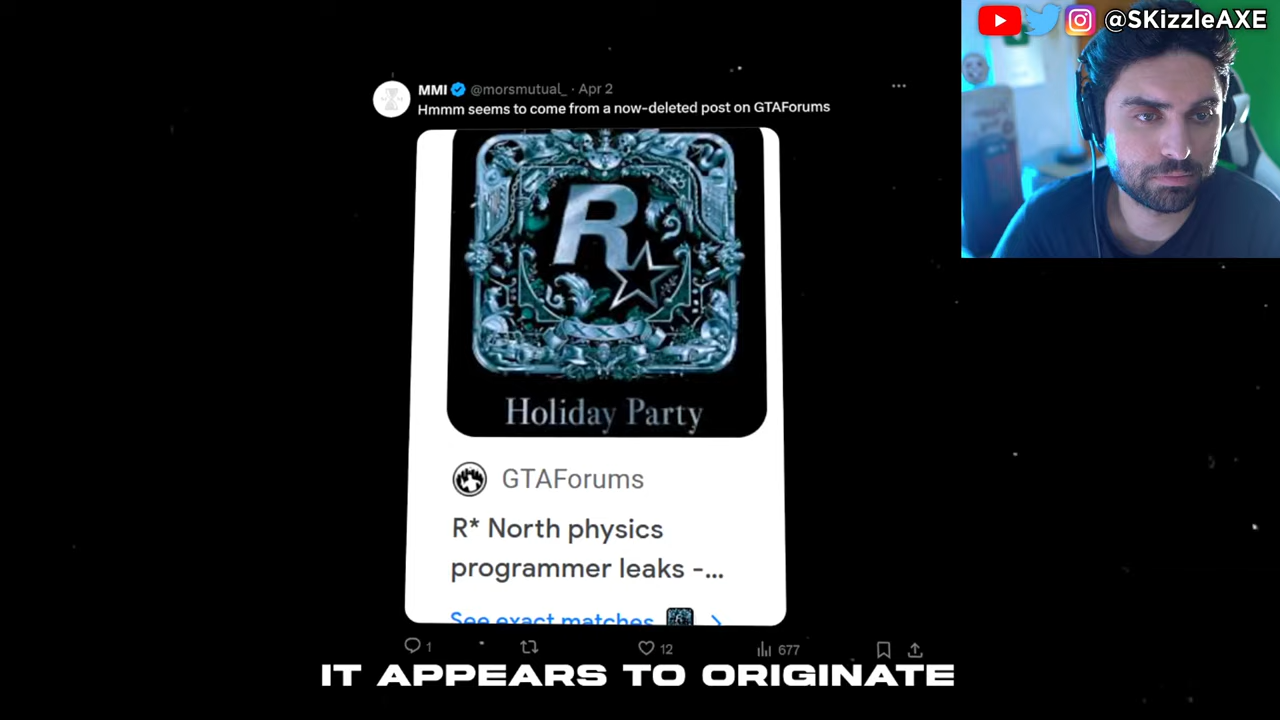 @SKizzleAXE
MMI @morsmutual_ · Apr 2
Hmmm seems to come from a now-deleted post on GTAForums
R
XXV
Holiday Party
GTAForums
R* North physics
programmer leaks -...
See exact matches
1
12
677
IT APPEARS TO ORIGINATE